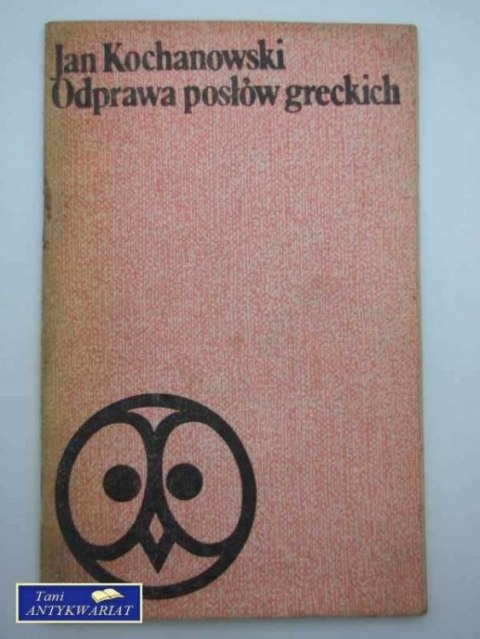 Jan Kochanowski
Odprawa posłów greckich
Tani
ANTYKWARIAT